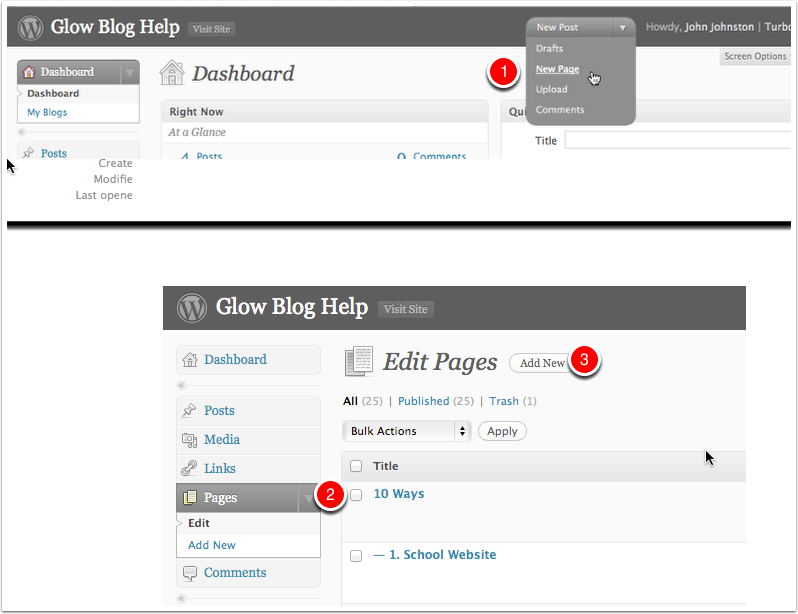 Glow Blog Help Visit Site
New Post
Howdy, John Johnston | Turbo
Drafts
New Page
Upload
Comments
1
Screen Options
Dashboard
Dashboard
My Blogs
Posts
Dashboard
Right Now
At a Glance
4 Posts 0 Comments
Qui
Title
Create
Modifie
Last opene
Glow Blog Help Visit Site
Dashboard
Posts
Media
Links
Pages
2
Edit
Add New
Comments
Edit Pages Add New 3
All (25) | Published (25) | Trash (1)
Bulk Actions Apply
Title
10 Ways
— 1. School Website